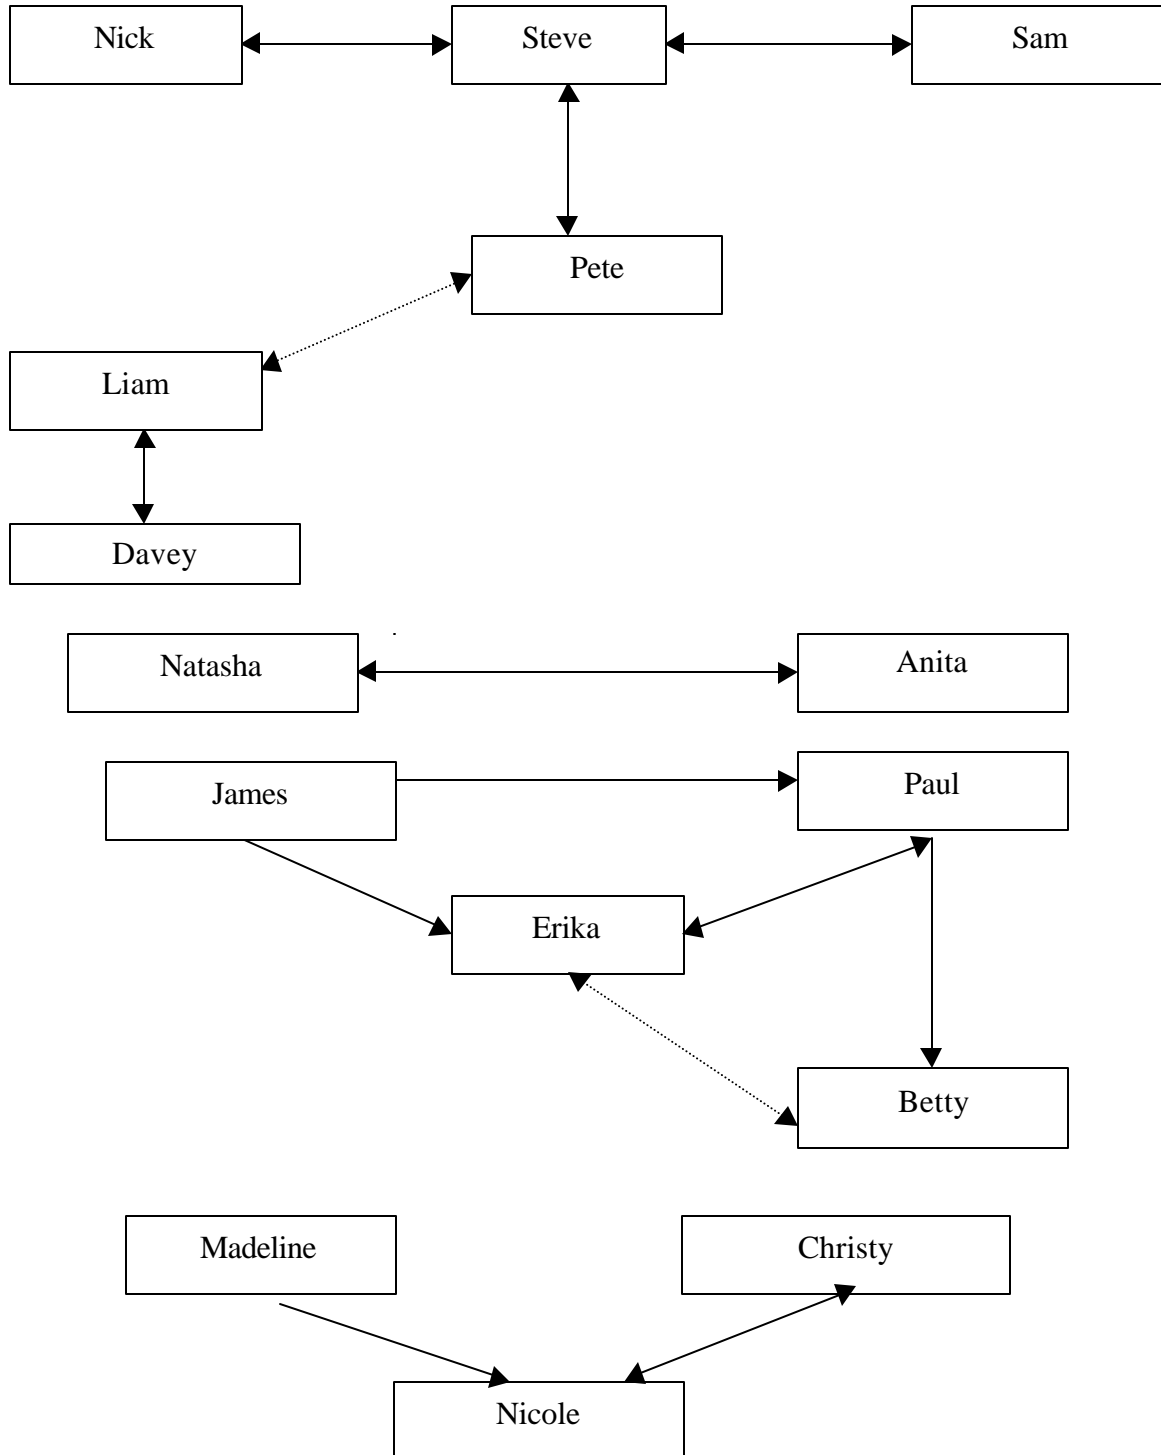 Nick
Steve
Sam
Pete
Liam
Davey
Natasha
Anita
James
Paul
Erika
Betty
Madeline
Christy
Nicole